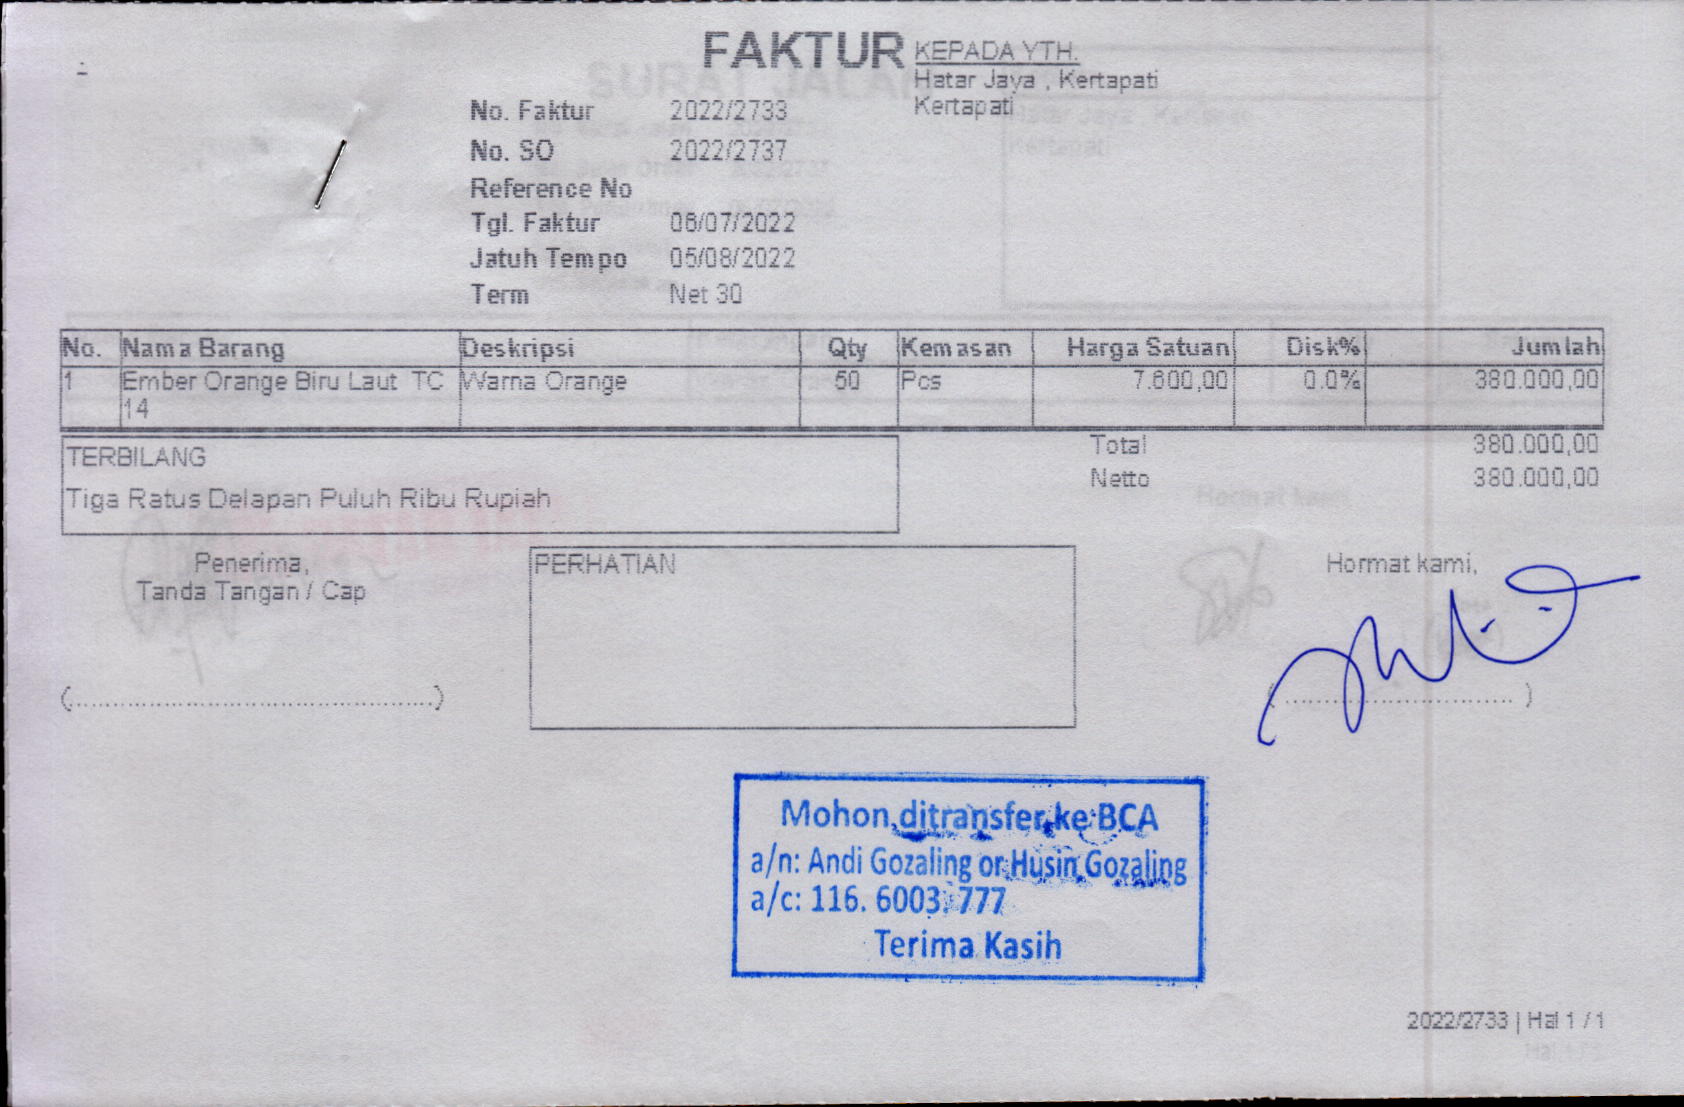 FAKTUR
KEPADA YTH.
Hatar Jaya , Kertapati
Kertapati
No. Faktur 2022/2733
No. SO 2022/2737
Reference No
Tgl. Faktur 06/07/2022
Jatuh Tempo 05/08/2022
Term Net 30
No. Nama Barang Deskripsi Qty Kemasan Harga Satuan Disk% Jumlah
1 Ember Orange Biru Laut TC Warna Orange 50 Pcs 7.600,00 0.0% 380.000,00
14
Total 380.000,00
TERBILANG
Netto 380.000,00
Tiga Ratus Delapan Puluh Ribu Rupiah
Penerima,
Tanda Tangan / Cap
PERHATIAN
Hormat kami,
(...............................................)
(.............................. )
Mohon ditransfer ke BCA
a/n: Andi Gozaling or Husin Gozaling
a/c: 116. 6003. 777
Terima Kasih
2022/2733 | Hal 1 / 1